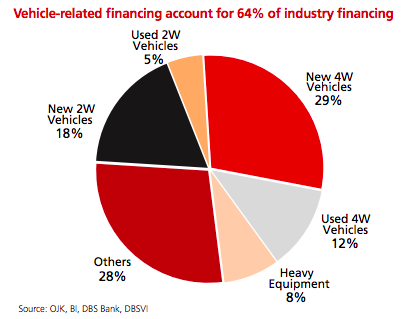 Vehicle-related financing account for 64% of industry financing
Used 2W
Vehicles
5%
New 4W
Vehicles
29%
New 2W
Vehicles
18%
Used 4W
Vehicles
12%
Others
28%
Heavy
Equipment
8%
Source: OJK, BI, DBS Bank, DBSVI